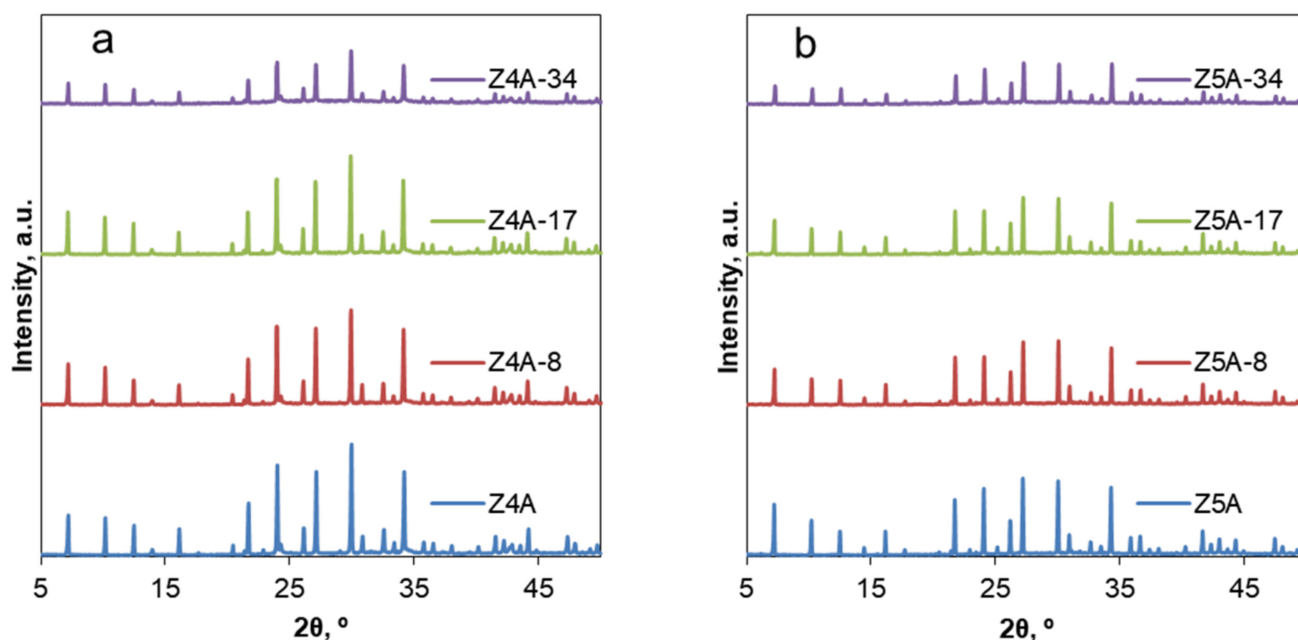 a
Z4A-34
Z4A-17
Z4A-8
Z4A
Intensity, a.u.
5 15 25 35 45
2θ, º
b
Z5A-34
Z5A-17
Z5A-8
Z5A
Intensity, a.u.
5 15 25 35 45
2θ, º